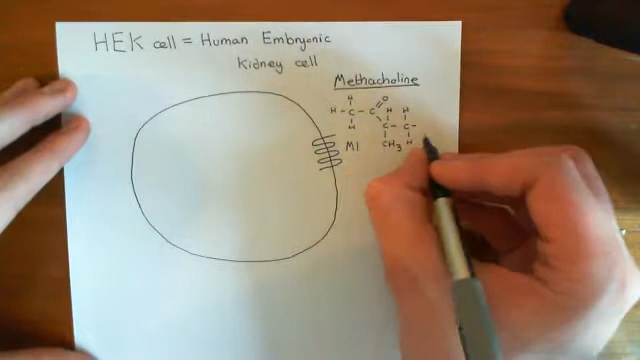 HEK cell = Human Embryonic
Kidney cell
Methacholine
H O
H - C - C H H
H C - C -
CH3 H
M1